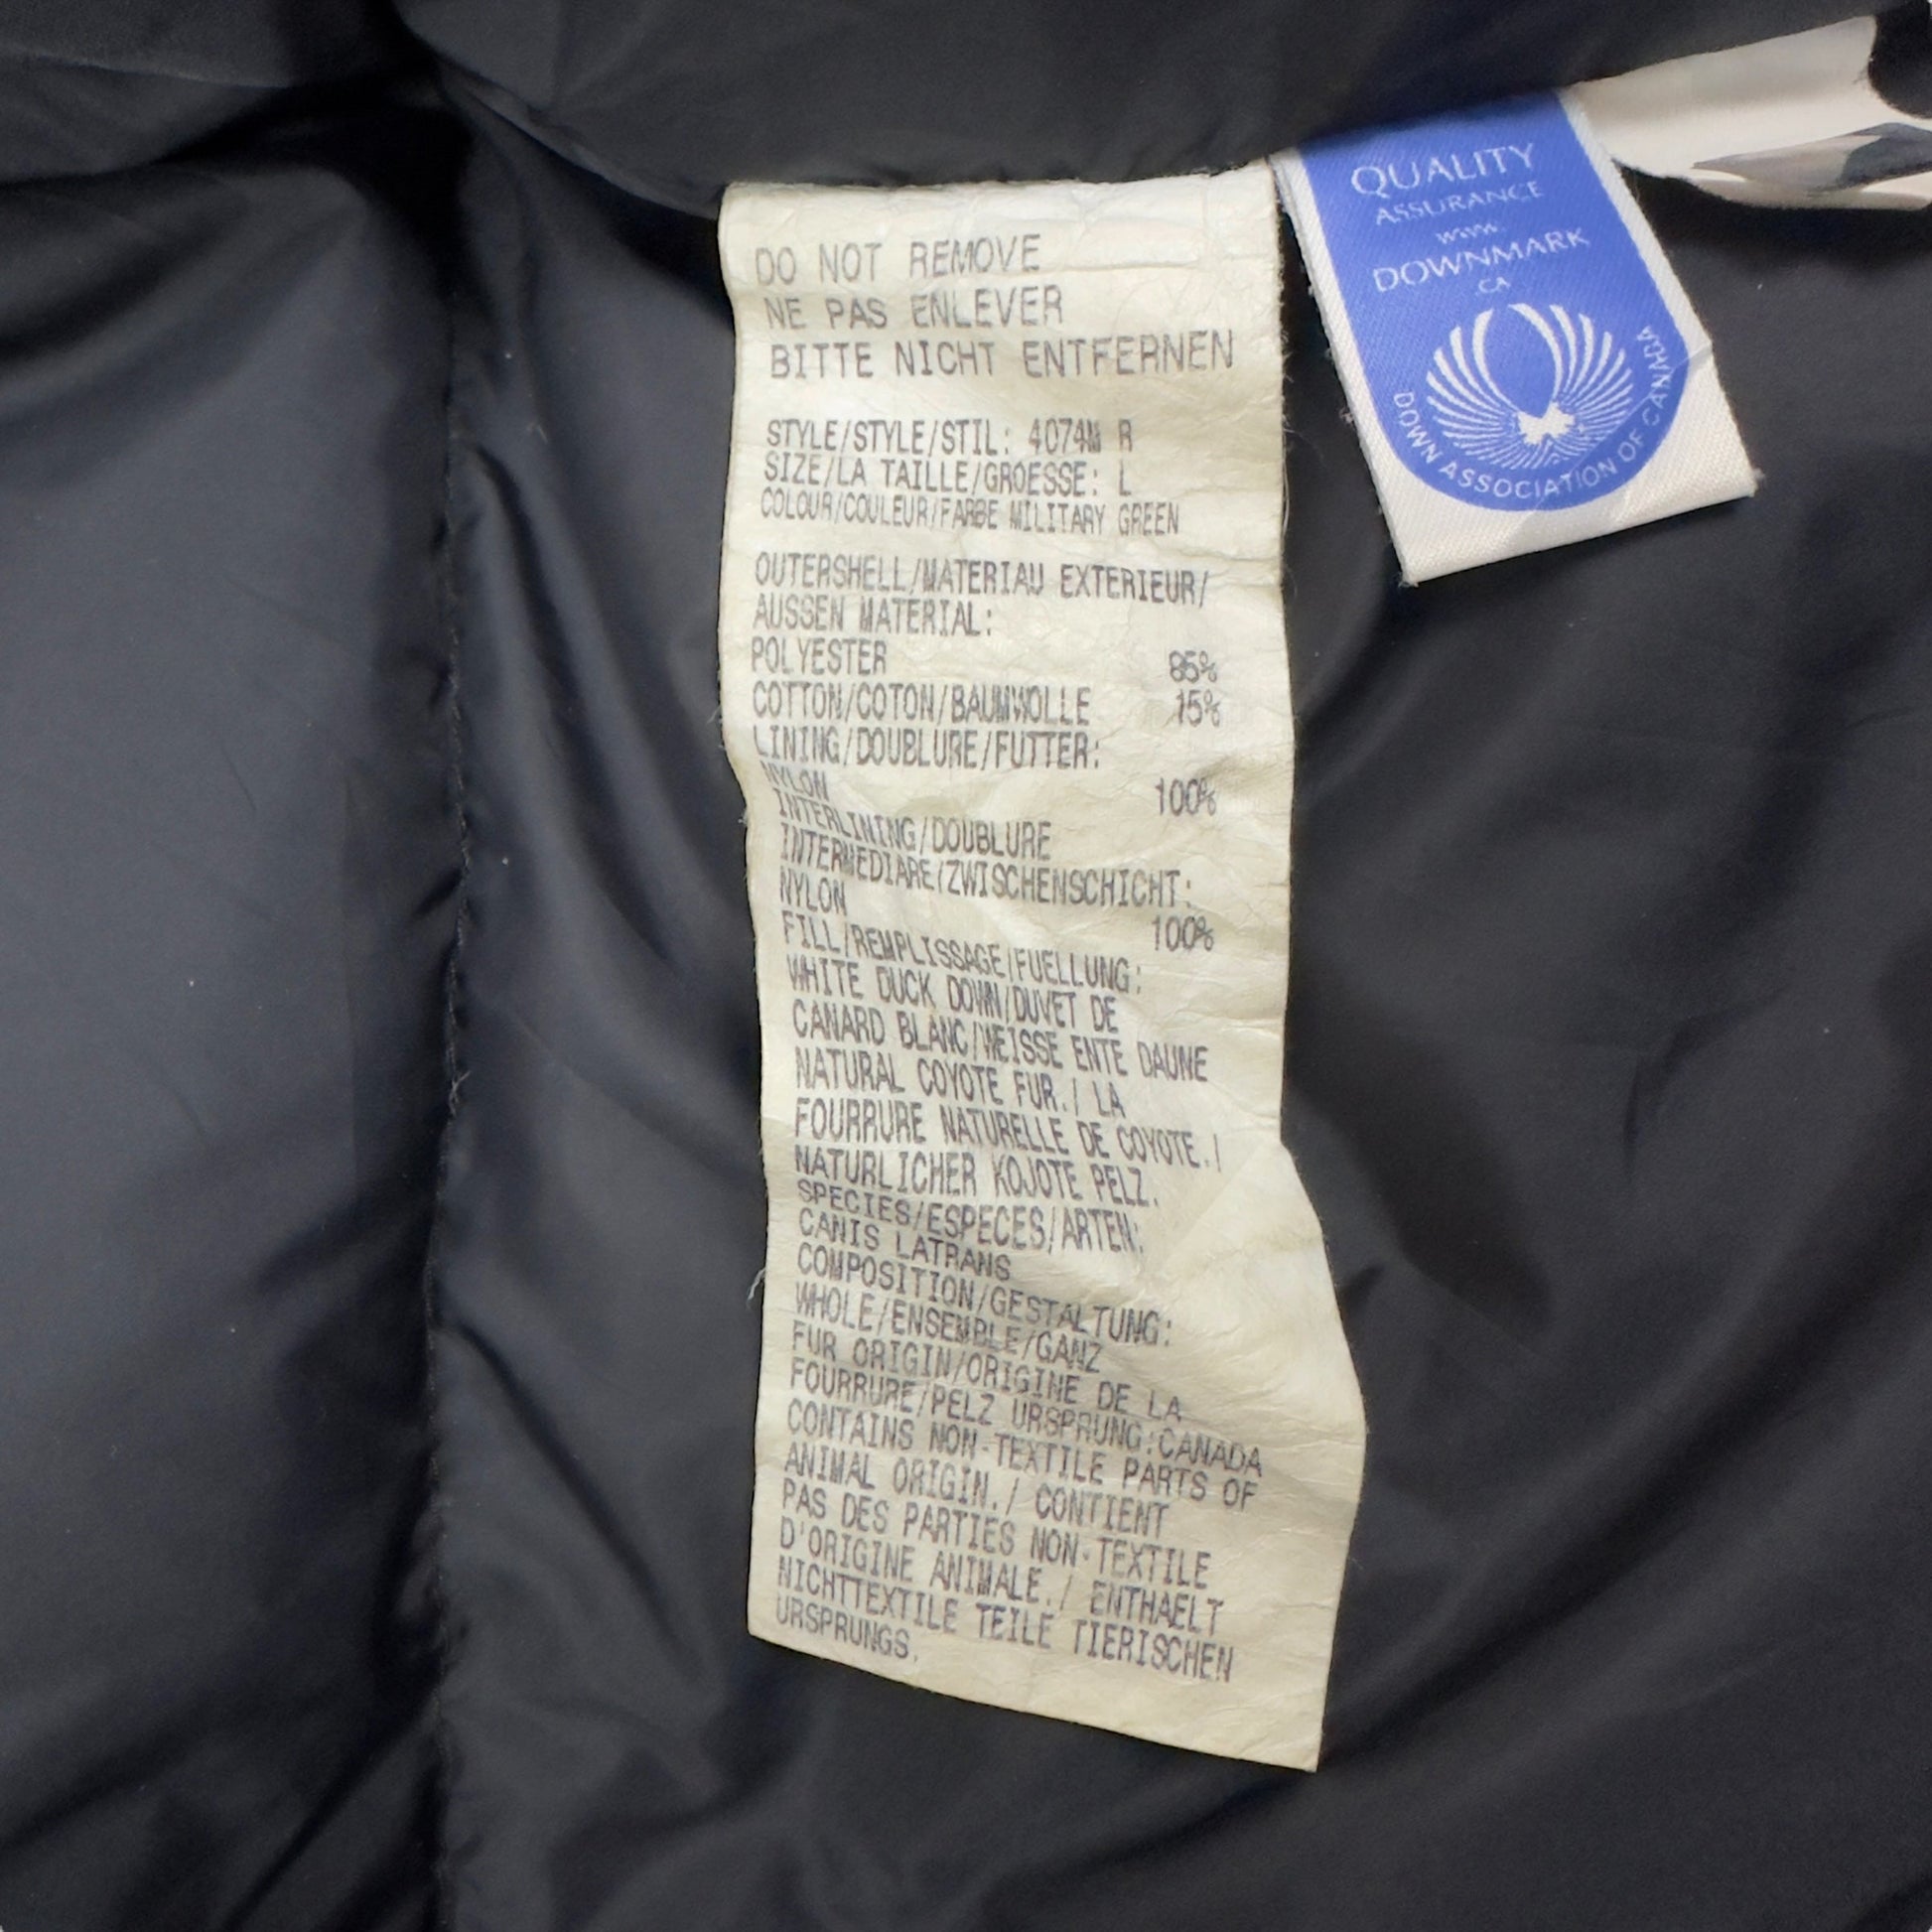 DO NOT REMOVE
NE PAS ENLEVER
BITTE NICHT ENTFERNEN
STYLE/STYLE/STIL: 4074M R
SIZE/LA TAILLE/GROESSE: L
COLOUR/COULEUR/FARBE MILITARY GREEN
OUTERSHELL/MATERIAU EXTERIEUR/
AUSSEN MATERIAL:
POLYESTER 85%
COTTON/COTON/BAUMWOLLE 15%
LINING/DOUBLURE/FUTTER:
NYLON 100%
INTERLINING/DOUBLURE
INTERMEDIARE/ZWISCHENSCHICHT:
NYLON 100%
FILL/REMPLISSAGE/FUELLUNG:
WHITE DUCK DOWN/DUVET DE
CANARD BLANC/WEISSE ENTE DAUNE
NATURAL COYOTE FUR./ LA
FOURRURE NATURELLE DE COYOTE./
NATURLICHER KOJOTE PELZ.
SPECIES/ESPECES/ARTEN:
CANIS LATRANS
COMPOSITION/GESTALTUNG:
WHOLE/ENSEMBLE/GANZ
FUR ORIGIN/ORIGINE DE LA
FOURRURE/PELZ URSPRUNG:CANADA
CONTAINS NON-TEXTILE PARTS OF
ANIMAL ORIGIN./ CONTIENT
PAS DES PARTIES NON-TEXTILE
D'ORIGINE ANIMALE./ ENTHAELT
NICHTTEXTILE TEILE TIERISCHEN
URSPRUNGS.
QUALITY
ASSURANCE
www.
DOWNMARK
.CA
DOWN ASSOCIATION OF CANADA